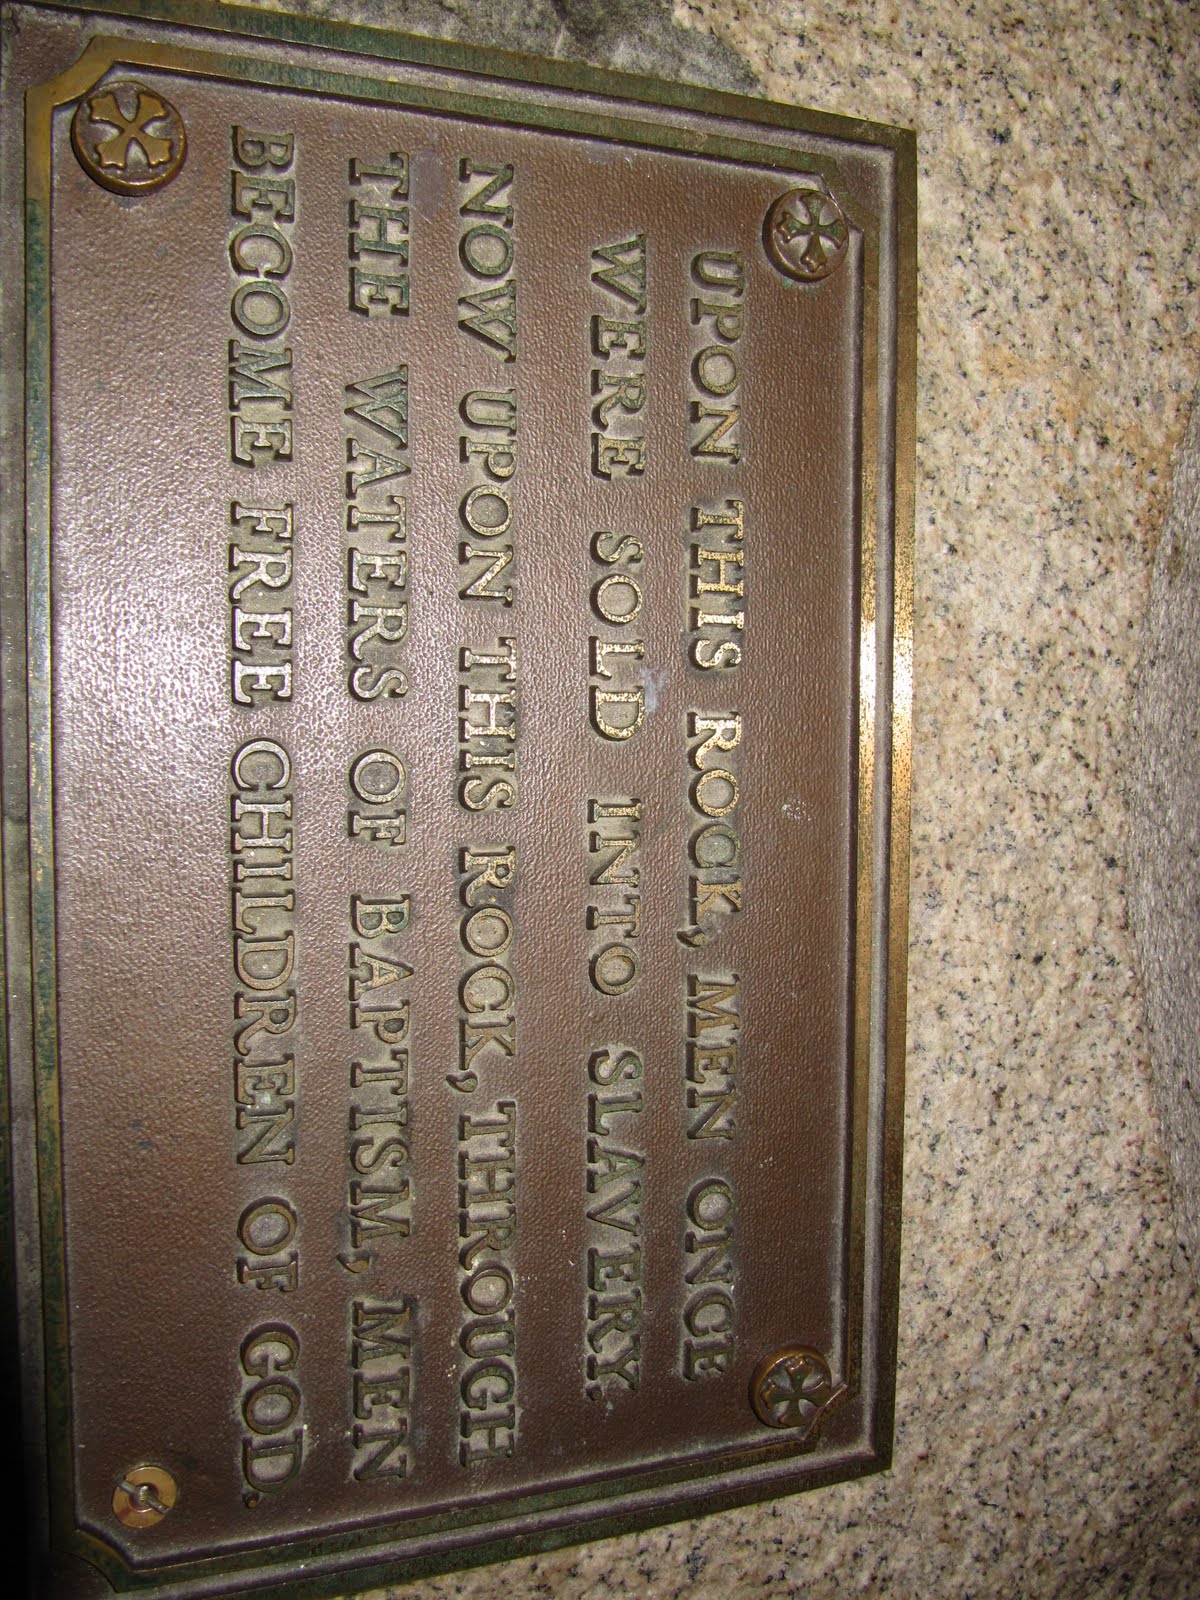 UPON THIS ROCK, MEN ONCE
WERE SOLD INTO SLAVERY.
NOW UPON THIS ROCK, THROUGH
THE WATERS OF BAPTISM, MEN
BECOME FREE CHILDREN OF GOD.